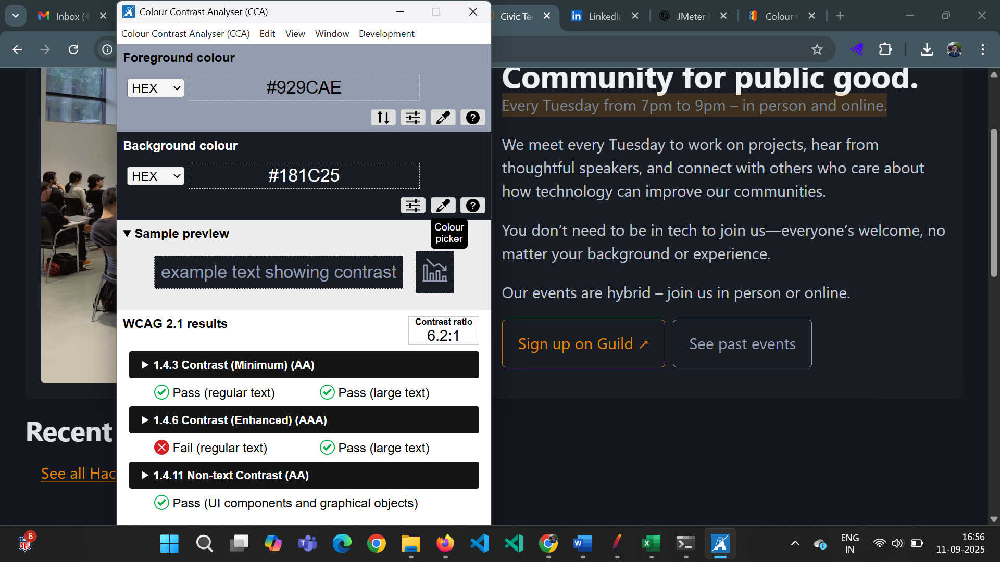 Inbox (4
Colour Contrast Analyser (CCA)
Civic Te
LinkedIn
JMeter
Colour
Colour Contrast Analyser (CCA) Edit View Window Development
Foreground colour
HEX #929CAE
Background colour
HEX #181C25
Colour
picker
Sample preview
example text showing contrast
WCAG 2.1 results
Contrast ratio
6.2:1
1.4.3 Contrast (Minimum) (AA)
Pass (regular text) Pass (large text)
1.4.6 Contrast (Enhanced) (AAA)
Fail (regular text) Pass (large text)
1.4.11 Non-text Contrast (AA)
Pass (UI components and graphical objects)
Community for public good.
Every Tuesday from 7pm to 9pm – in person and online.
We meet every Tuesday to work on projects, hear from
thoughtful speakers, and connect with others who care about
how technology can improve our communities.
You don’t need to be in tech to join us—everyone’s welcome, no
matter your background or experience.
Our events are hybrid – join us in person or online.
Sign up on Guild ↗ See past events
Recent
See all Hac
6
NFL
ENG
IN
16:56
11-09-2025